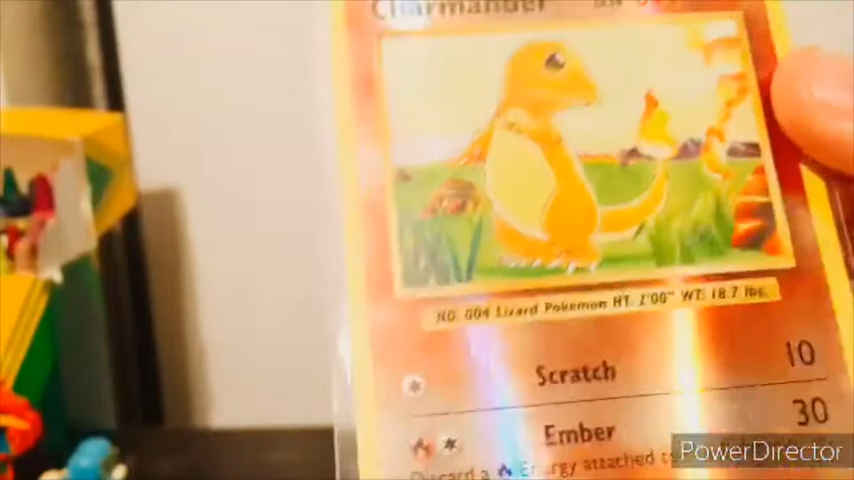 Charmander
NO. 004 Lizard Pokemon HT: 2'00" WT: 18.7 lbs.
Scratch 10
Ember 30
Discard a Energy attached to
PowerDirector